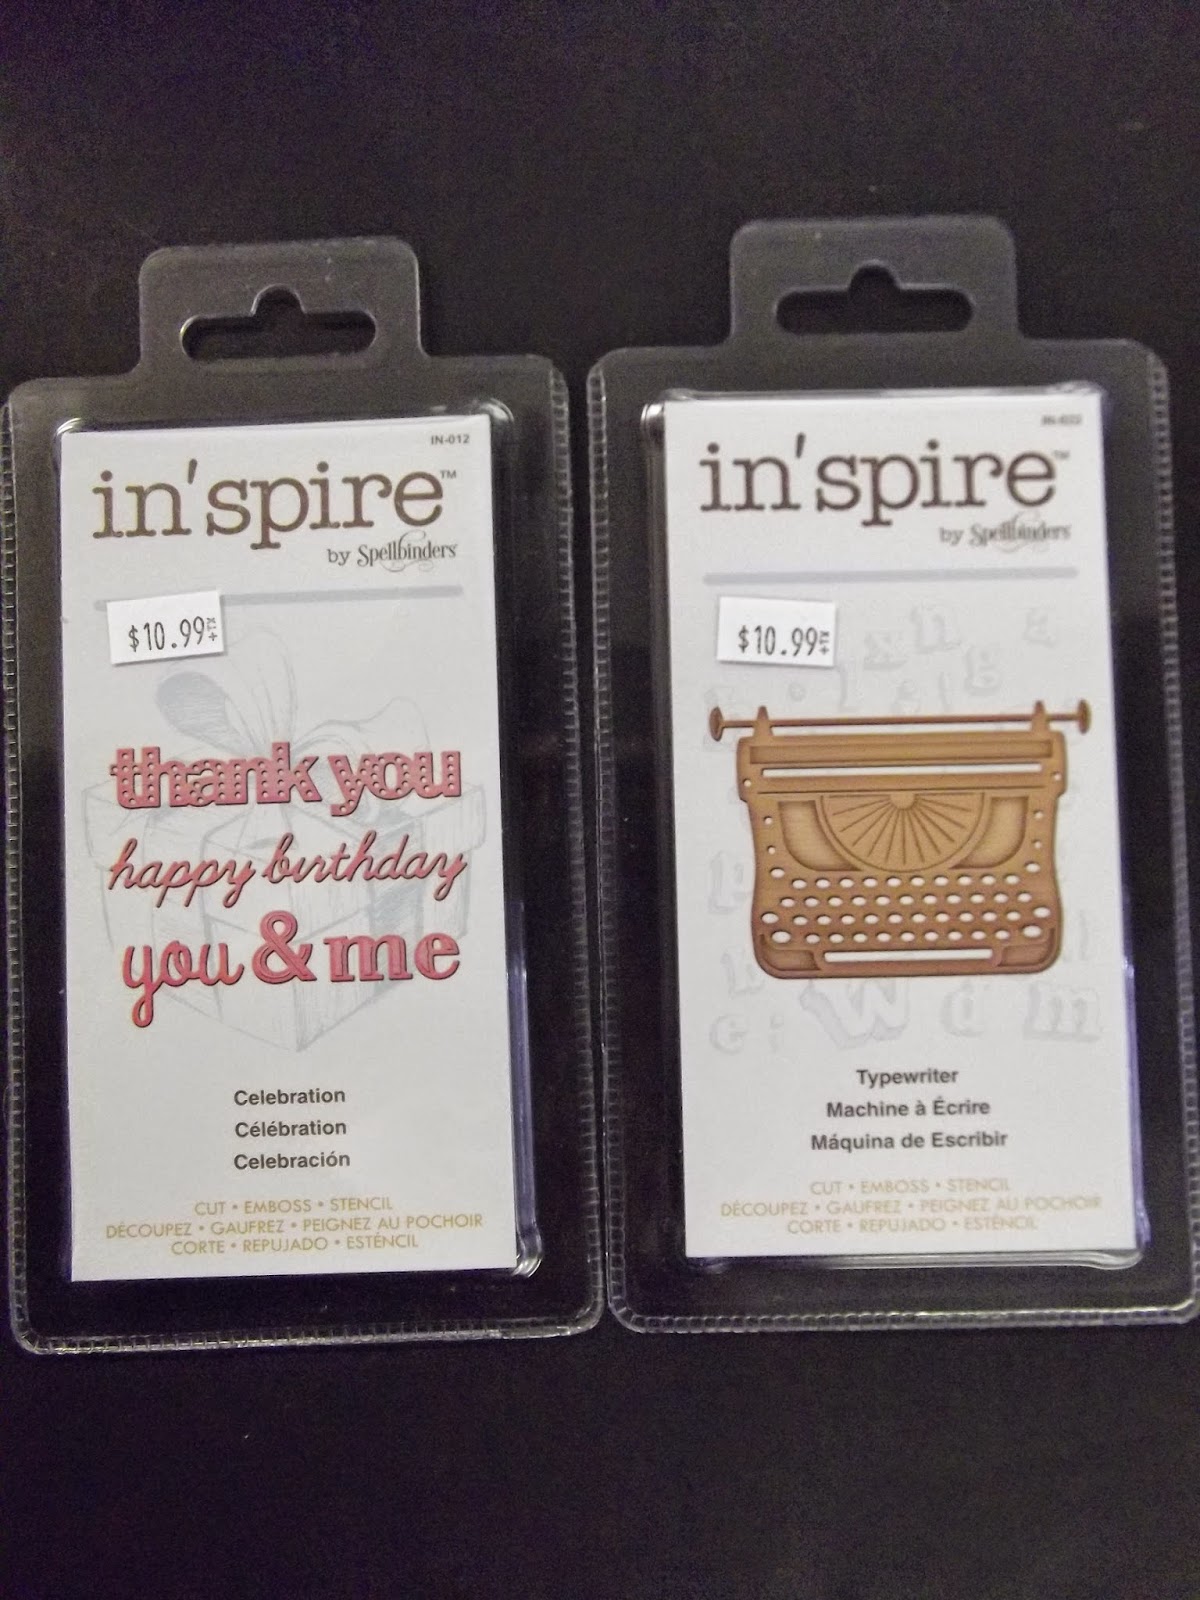 IN-012
in'spire™
by Spellbinders
$10.99
thank you
happy birthday
you & me
Celebration
Célébration
Celebración
CUT • EMBOSS • STENCIL
DÉCOUPEZ • GAUFREZ • PEIGNEZ AU POCHOIR
CORTE • REPUJADO • ESTÉNCIL
in'spire™
by Spellbinders
$10.99
Typewriter
Machine à Écrire
Máquina de Escribir
CUT • EMBOSS • STENCIL
DÉCOUPEZ • GAUFREZ • PEIGNEZ AU POCHOIR
CORTE • REPUJADO • ESTÉNCIL